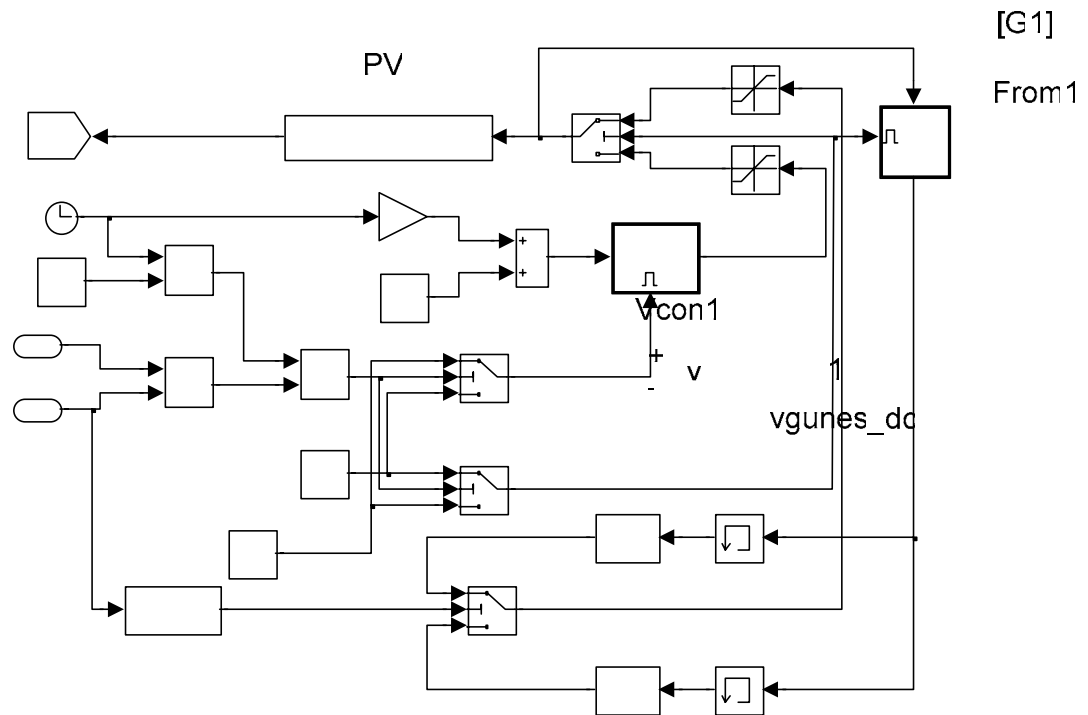 [G1]
PV
From1
+
+
Vcon1
+
v
1
-
vgunes_dc